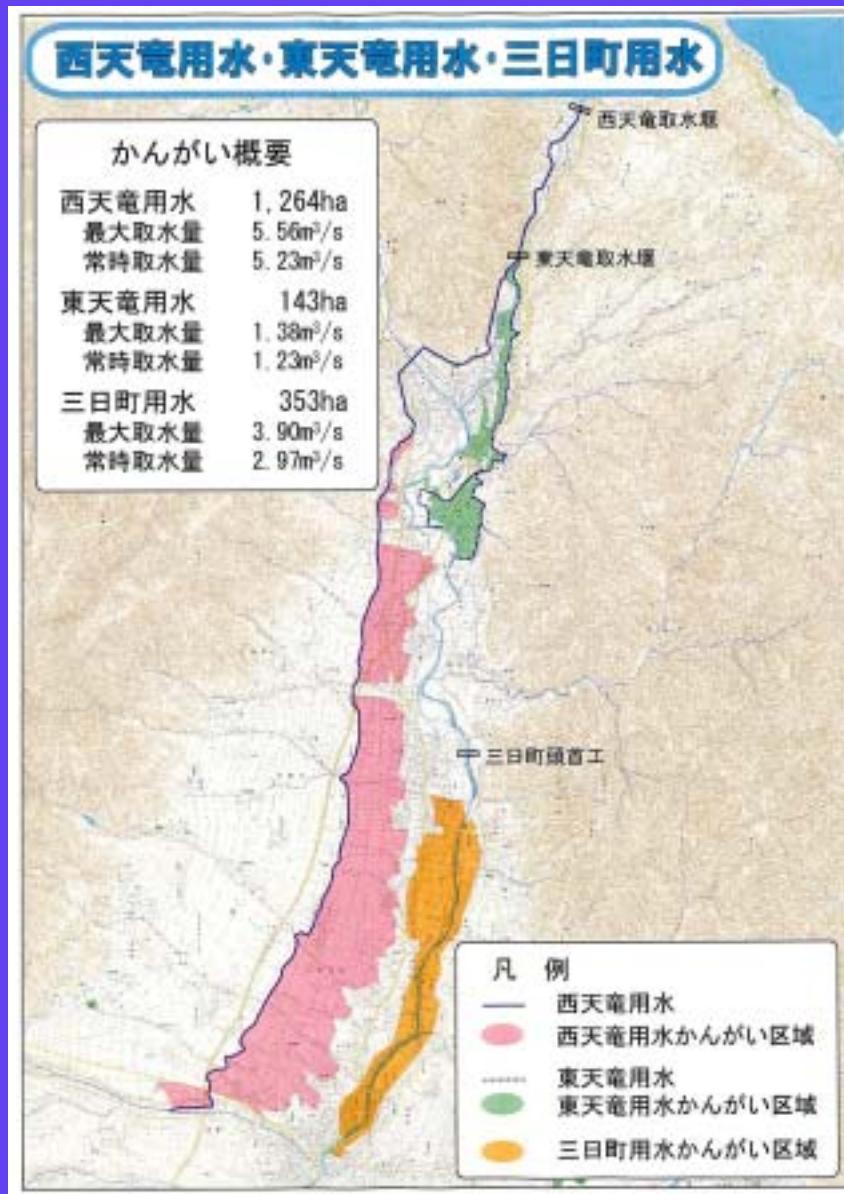 西天竜用水・東天竜用水・三日町用水
西天竜取水堰
かんがい概要
西天竜用水 1,264ha
最大取水量 5.56m³/s
常時取水量 5.23m³/s
東天竜用水 143ha
最大取水量 1.38m³/s
常時取水量 1.23m³/s
三日町用水 353ha
最大取水量 3.90m³/s
常時取水量 2.97m³/s
東天竜取水堰
三日町頭首工
凡 例
西天竜用水
西天竜用水かんがい区域
東天竜用水
東天竜用水かんがい区域
三日町用水かんがい区域